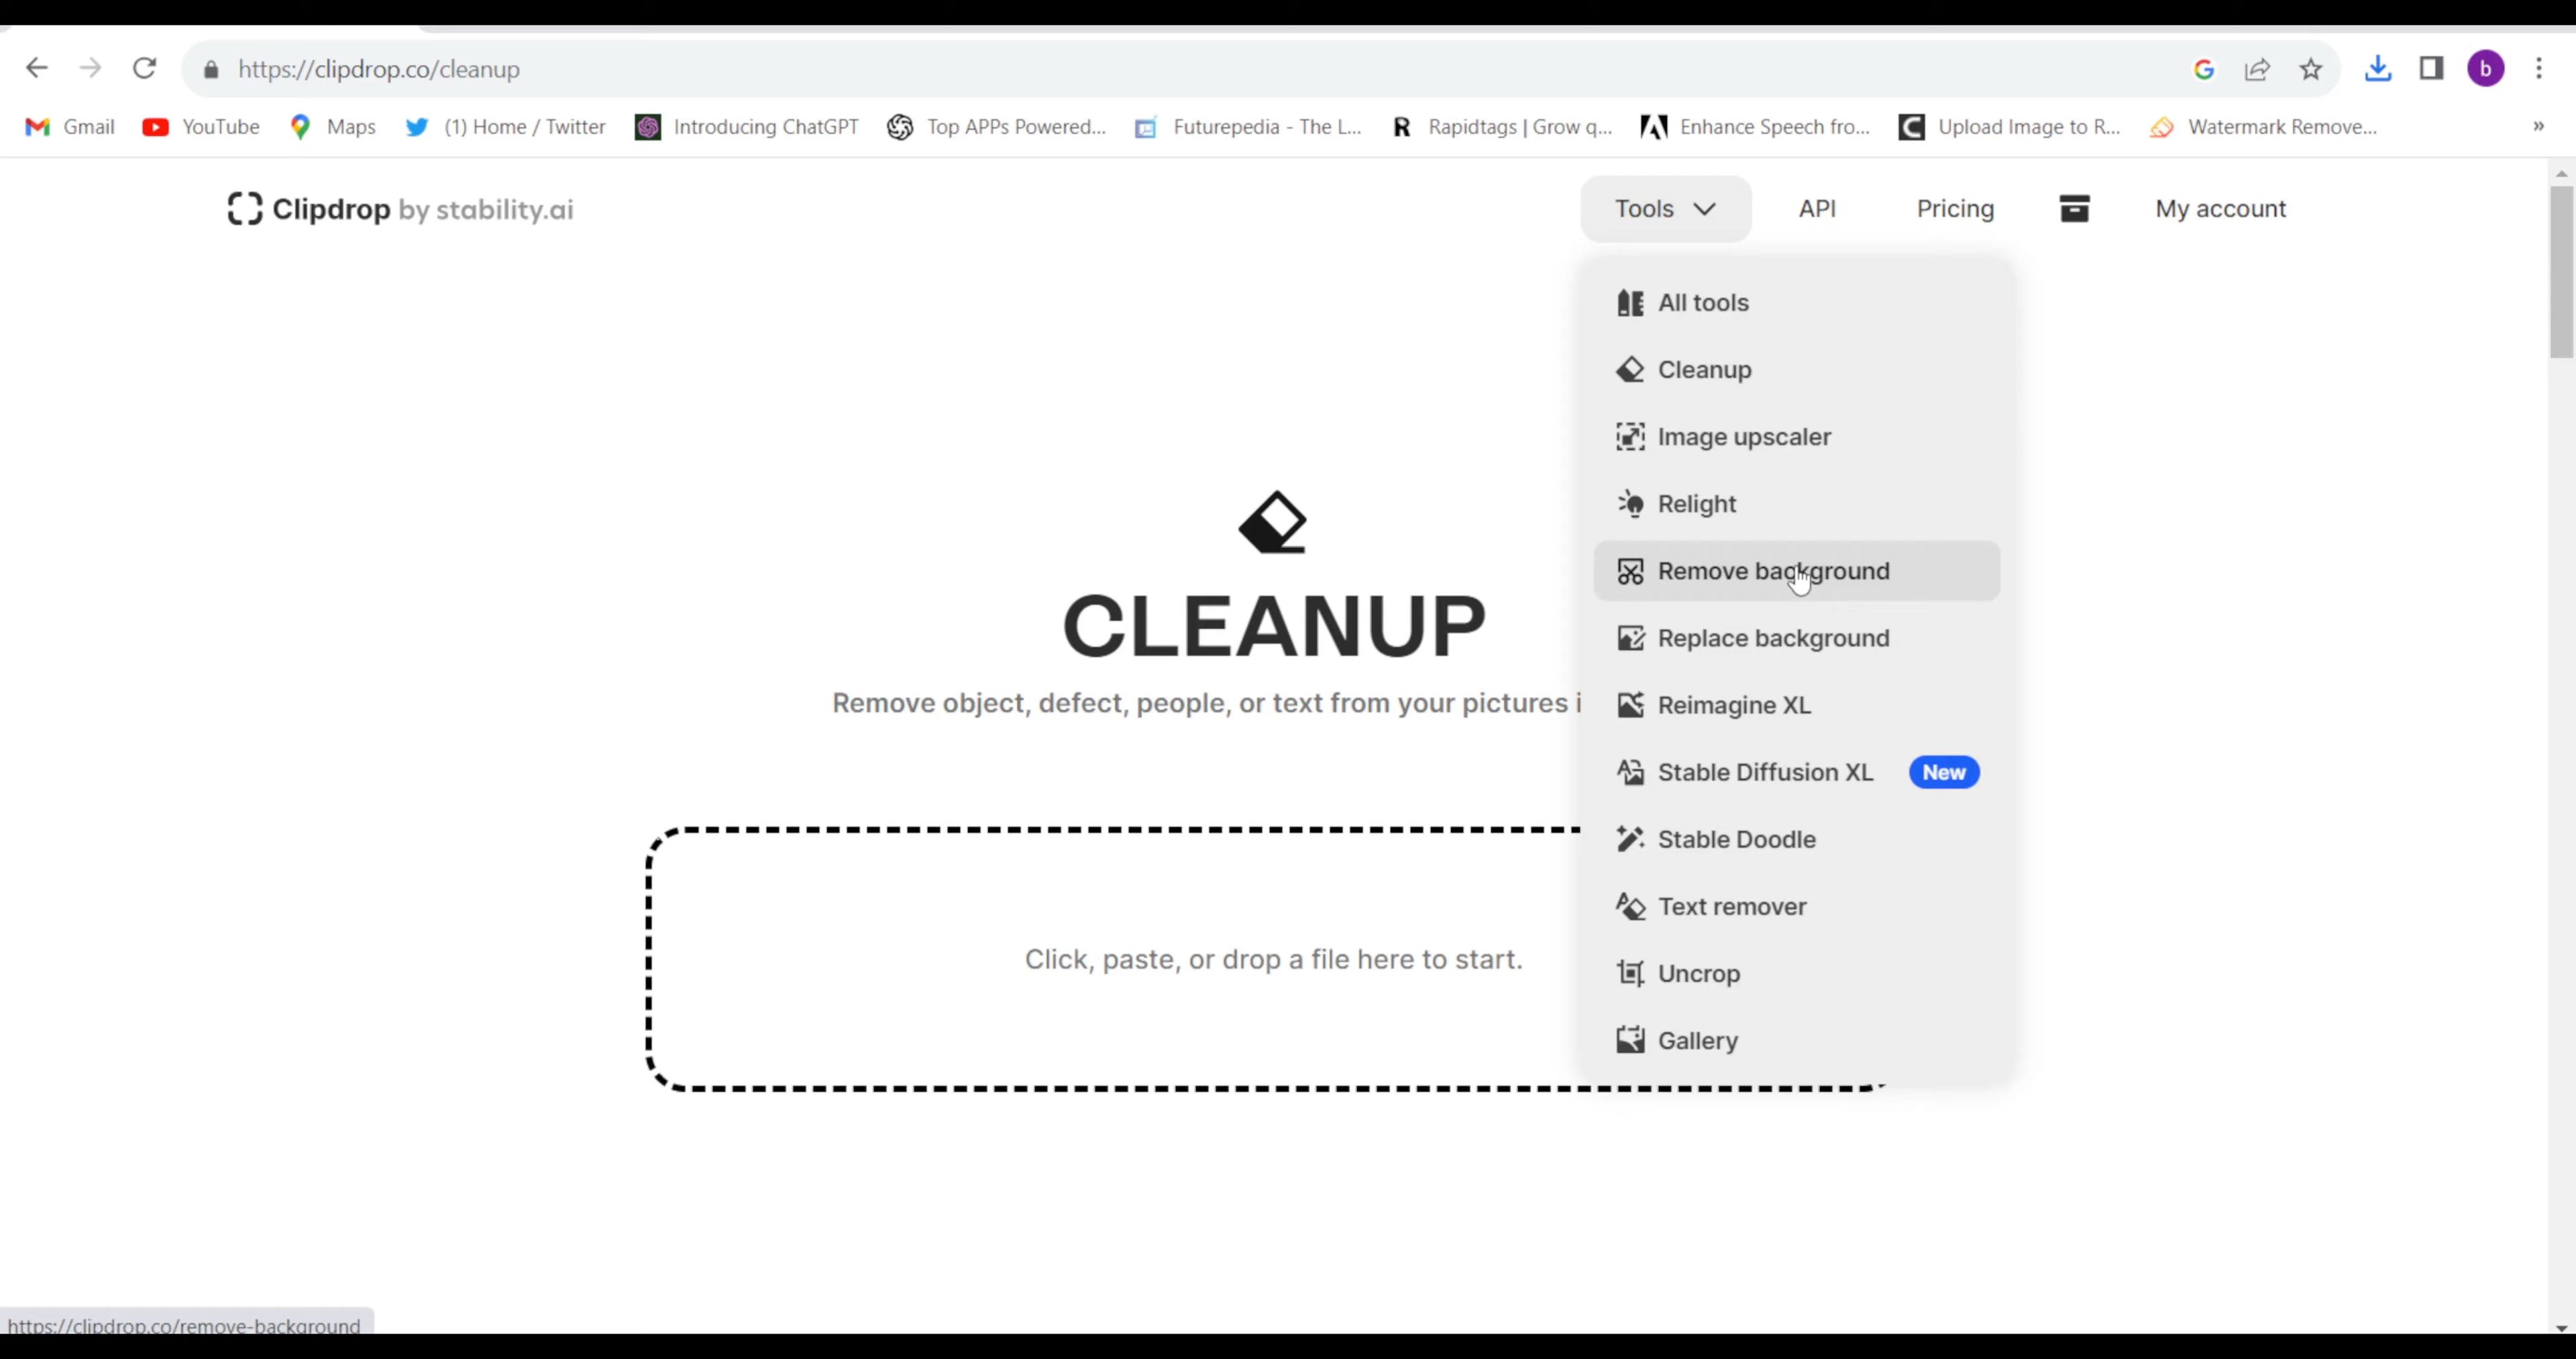 https://clipdrop.co/cleanup
b
Gmail YouTube Maps (1) Home / Twitter Introducing ChatGPT Top APPs Powered... Futurepedia - The L... Rapidtags | Grow q... Enhance Speech fro... Upload Image to R... Watermark Remove... »
Clipdrop by stability.ai
Tools API Pricing My account
All tools
Cleanup
Image upscaler
Relight
Remove background
Replace background
Reimagine XL
Stable Diffusion XL New
Stable Doodle
Text remover
Uncrop
Gallery
CLEANUP
Remove object, defect, people, or text from your pictures i
Click, paste, or drop a file here to start.
https://clipdrop.co/remove-background